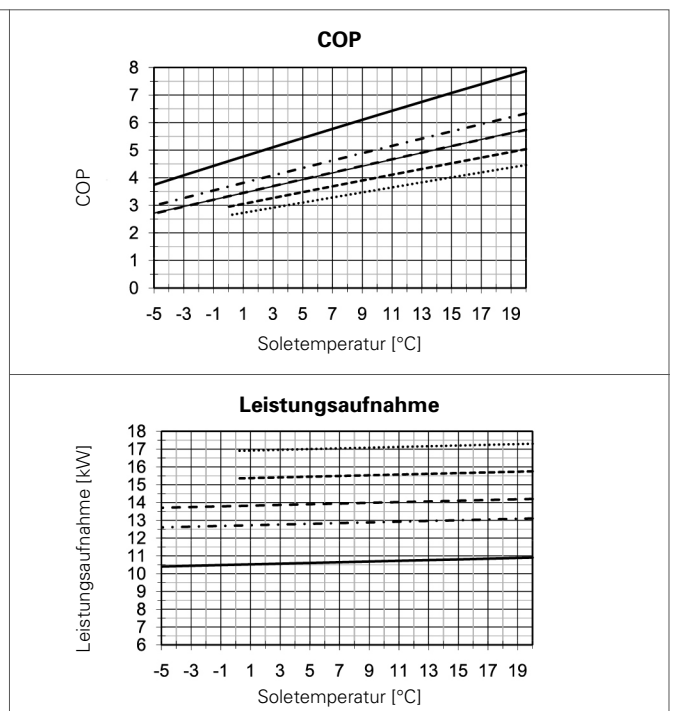 COP
8
7
6
5
4
3
2
1
0
COP
-5 -3 -1 1 3 5 7 9 11 13 15 17 19
Soletemperatur [°C]
Leistungsaufnahme
18
17
16
15
14
13
12
11
10
9
8
7
6
Leistungsaufnahme [kW]
-5 -3 -1 1 3 5 7 9 11 13 15 17 19
Soletemperatur [°C]